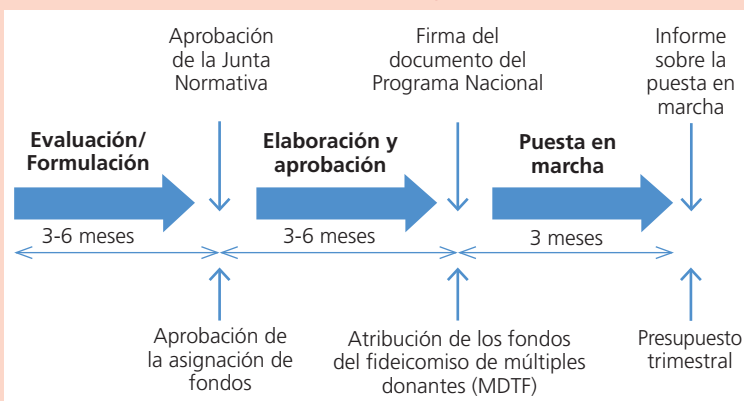 Aprobación
de la Junta
Normativa
Firma del
documento del
Programa Nacional
Informe
sobre la
puesta en
marcha
Evaluación/
Formulación
Elaboración y
aprobación
Puesta en
marcha
3-6 meses
3-6 meses
3 meses
Aprobación de
la asignación de
fondos
Atribución de los fondos
del fideicomiso de múltiples
donantes (MDTF)
Presupuesto
trimestral